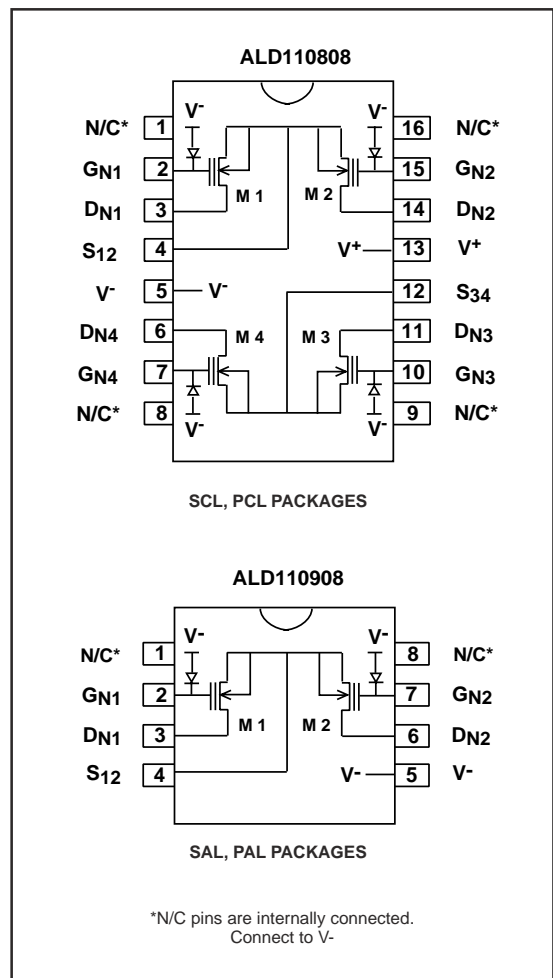 ALD110808
N/C* 1 V- V- 16 N/C*
GN1 2 15 GN2
M 1 M 2
DN1 3 14 DN2
S12 4 V+ 13 V+
V- 5 V- 12 S34
DN4 6 M 4 M 3 11 DN3
GN4 7 10 GN3
N/C* 8 V- V- 9 N/C*
SCL, PCL PACKAGES
ALD110908
N/C* 1 V- V- 8 N/C*
GN1 2 7 GN2
M 1 M 2
DN1 3 6 DN2
S12 4 V- 5 V-
SAL, PAL PACKAGES
*N/C pins are internally connected.
Connect to V-